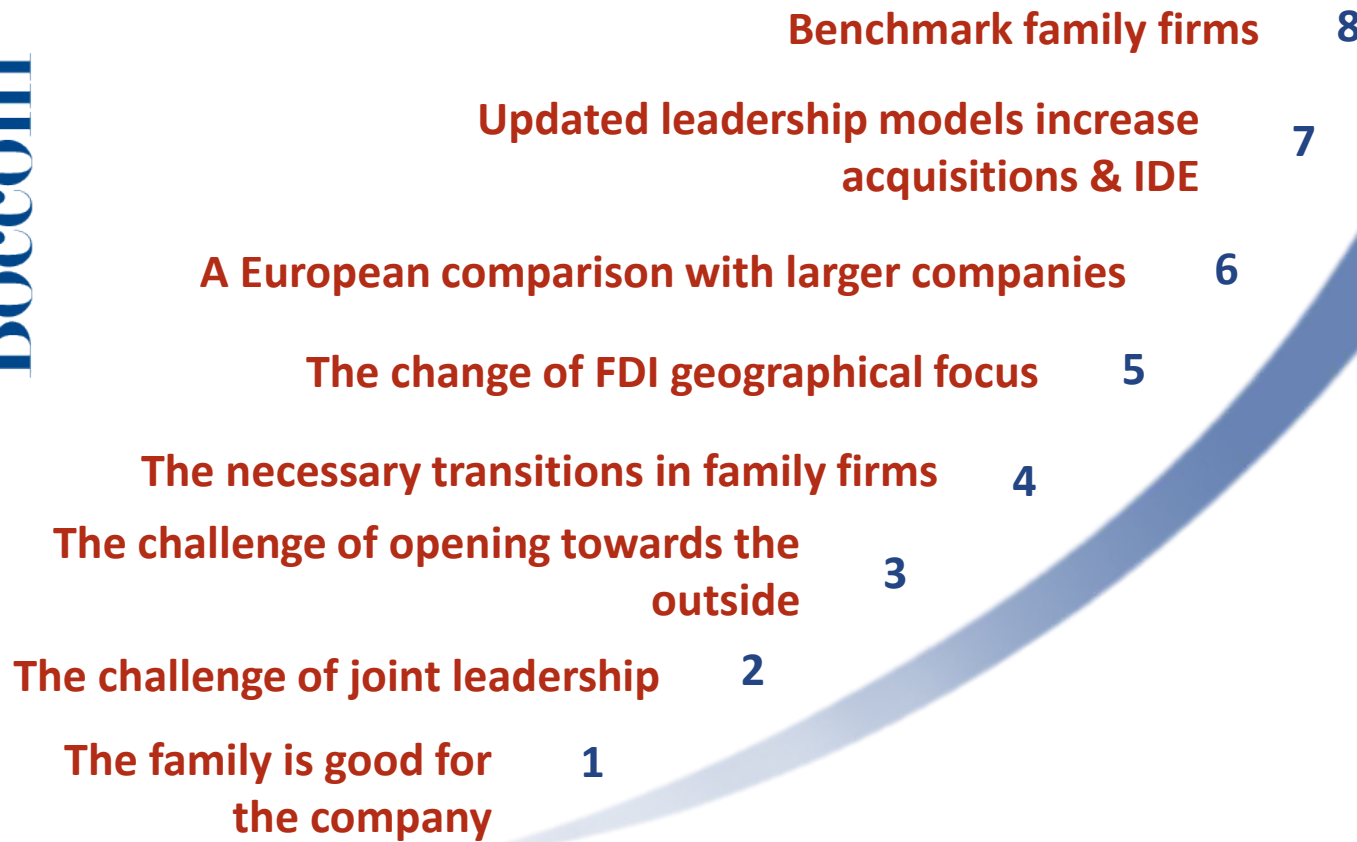 Benchmark family firms 8
Updated leadership models increase
acquisitions & IDE 7
A European comparison with larger companies 6
The change of FDI geographical focus 5
The necessary transitions in family firms 4
The challenge of opening towards the
outside 3
The challenge of joint leadership 2
The family is good for 1
the company